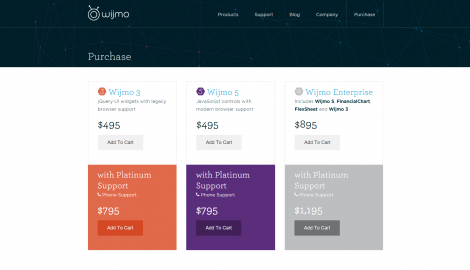 wijmo
Products Support Blog Company Purchase
Purchase
Wijmo 3
jQuery UI widgets with legacy
browser support
$495
Add To Cart
with Platinum
Support
Phone Support
$795
Add To Cart
Wijmo 5
JavaScript controls with
modern browser support
$495
Add To Cart
with Platinum
Support
Phone Support
$795
Add To Cart
Wijmo Enterprise
Includes Wijmo 5 FinancialChart
FlexSheet and Wijmo 3
$895
Add To Cart
with Platinum
Support
Phone Support
$1,195
Add To Cart